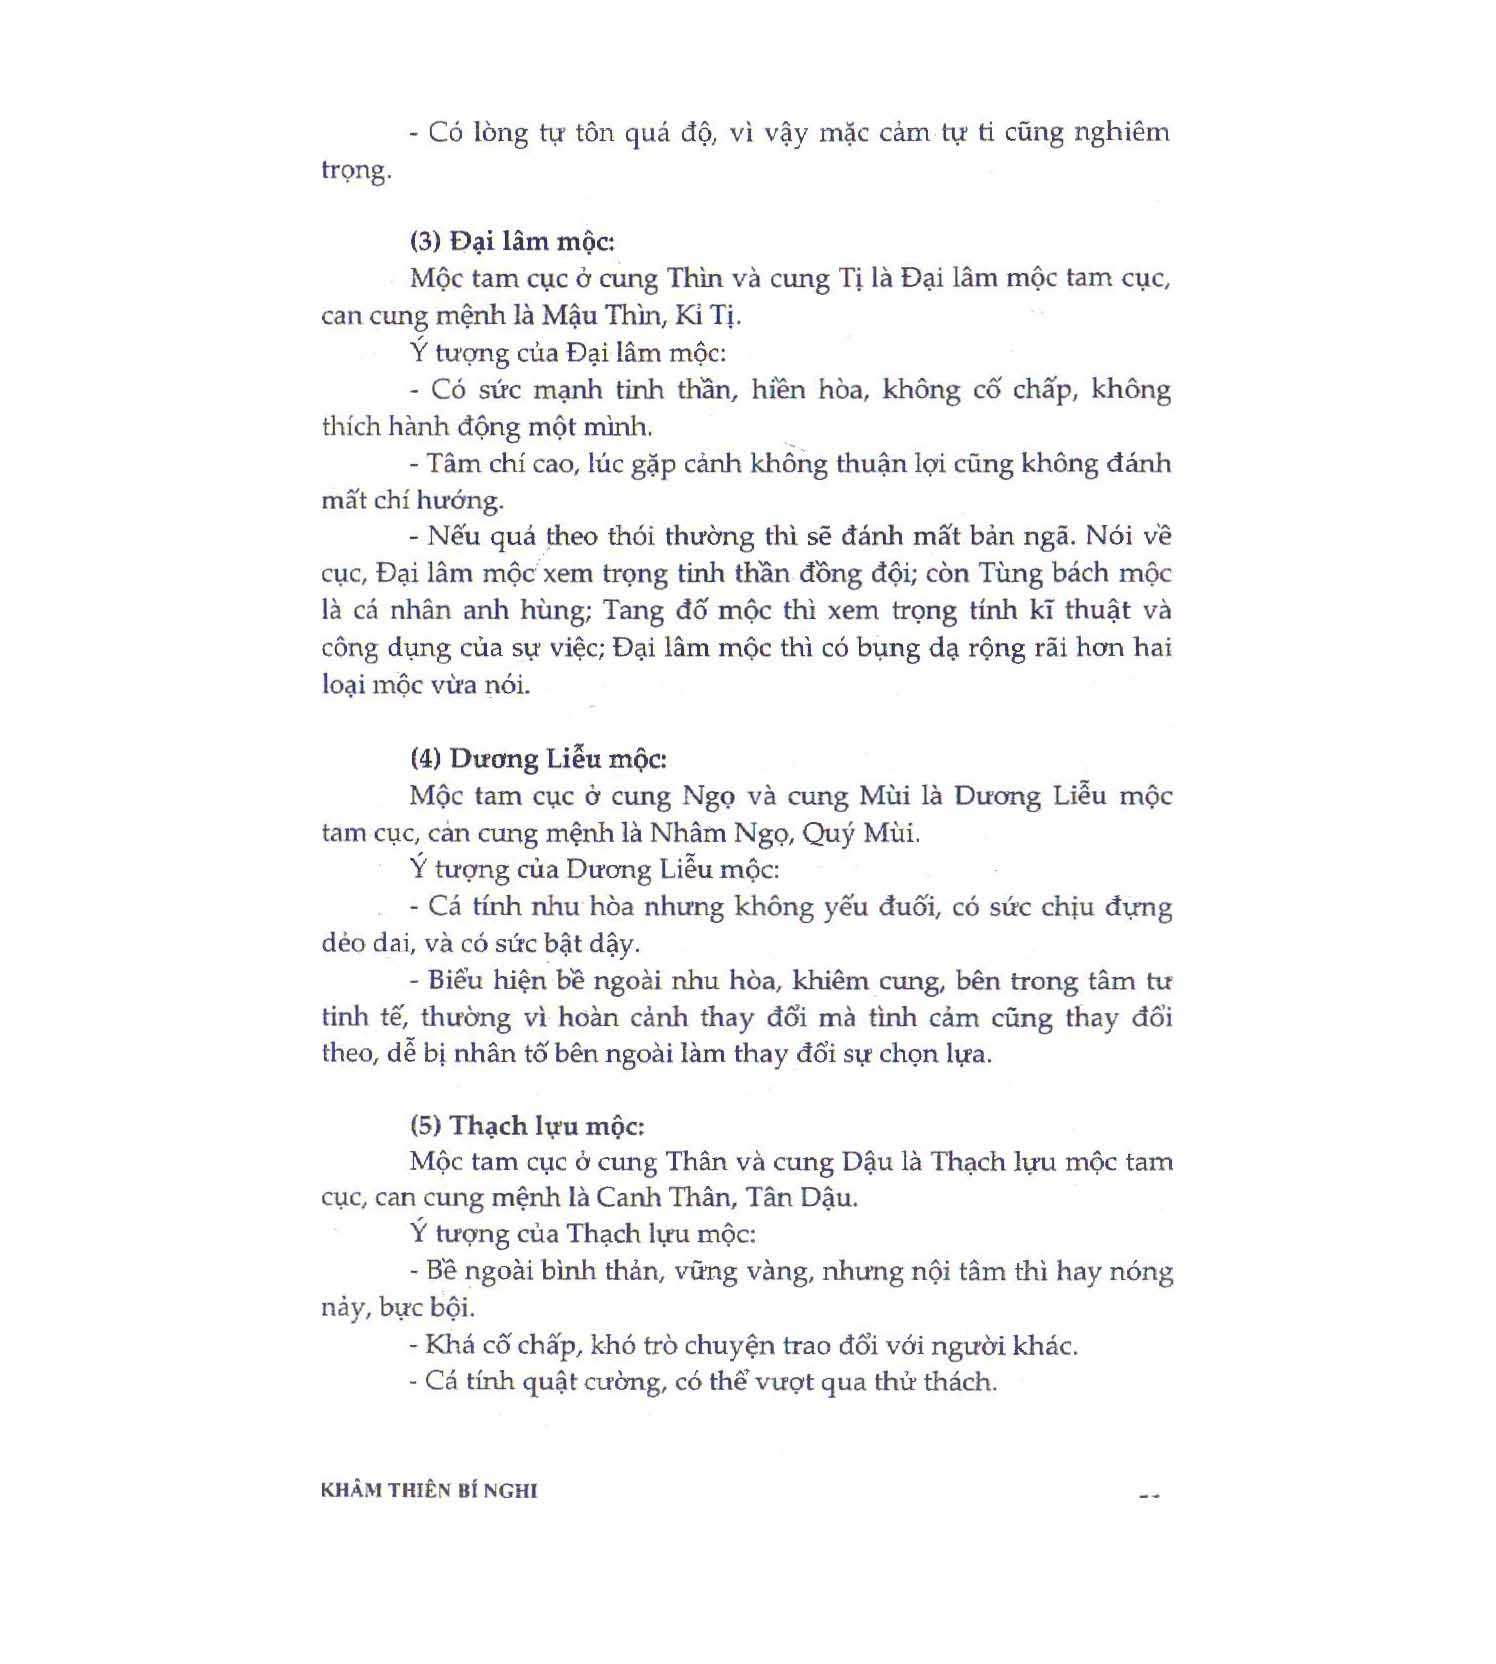 - Có lòng tự tôn quá độ, vì vậy mặc cảm tự ti cũng nghiêm
trọng.
(3) Đại lâm mộc:
Mộc tam cục ở cung Thìn và cung Tị là Đại lâm mộc tam cục,
can cung mệnh là Mậu Thìn, Kỉ Tị.
Ý tượng của Đại lâm mộc:
- Có sức mạnh tinh thần, hiền hòa, không cố chấp, không
thích hành động một mình.
- Tâm chí cao, lúc gặp cảnh không thuận lợi cũng không đánh
mất chí hướng.
- Nếu quá theo thói thường thì sẽ đánh mất bản ngã. Nói về
cục, Đại lâm mộc xem trọng tinh thần đồng đội; còn Tùng bách mộc
là cá nhân anh hùng; Tang đố mộc thì xem trọng tính kĩ thuật và
công dụng của sự việc; Đại lâm mộc thì có bụng dạ rộng rãi hơn hai
loại mộc vừa nói.
(4) Dương Liễu mộc:
Mộc tam cục ở cung Ngọ và cung Mùi là Dương Liễu mộc
tam cục, can cung mệnh là Nhâm Ngọ, Quý Mùi.
Ý tượng của Dương Liễu mộc:
- Cá tính nhu hòa nhưng không yếu đuối, có sức chịu đựng
dẻo dai, và có sức bật dậy.
- Biểu hiện bề ngoài nhu hòa, khiêm cung, bên trong tâm tư
tinh tế, thường vì hoàn cảnh thay đổi mà tình cảm cũng thay đổi
theo, dễ bị nhân tố bên ngoài làm thay đổi sự chọn lựa.
(5) Thạch lựu mộc:
Mộc tam cục ở cung Thân và cung Dậu là Thạch lựu mộc tam
cục, can cung mệnh là Canh Thân, Tân Dậu.
Ý tượng của Thạch lựu mộc:
- Bề ngoài bình thản, vững vàng, nhưng nội tâm thì hay nóng
nảy, bực bội.
- Khá cố chấp, khó trò chuyện trao đổi với người khác.
- Cá tính quật cường, có thể vượt qua thử thách.
KHÂM THIÊN BÍ NGHI